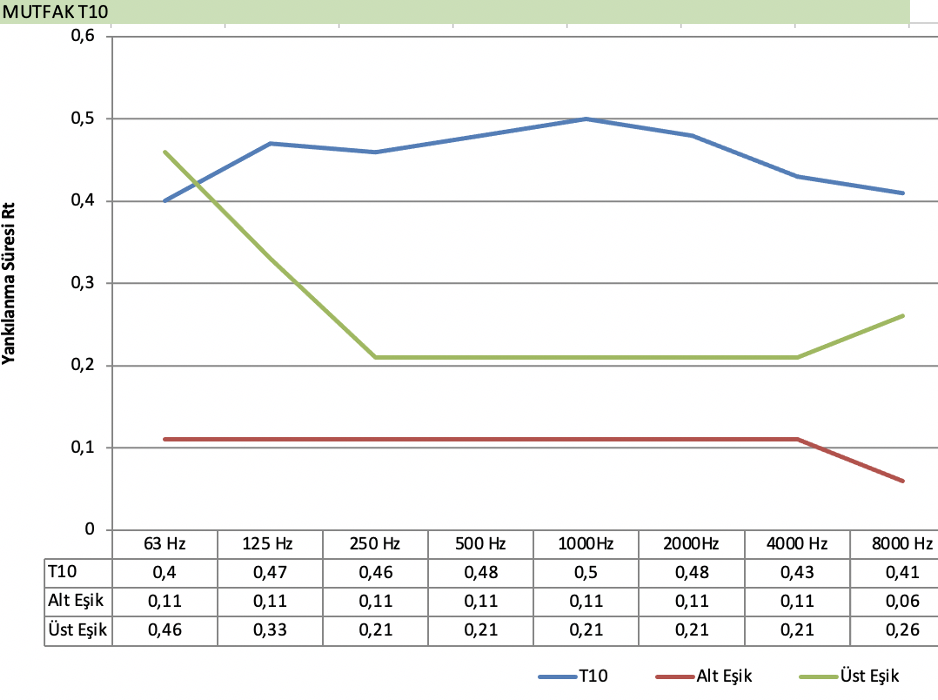 MUTFAK T10
0,6
0,5
0,4
0,3
0,2
0,1
0
Yankılanma Süresi Rt
63 Hz 125 Hz 250 Hz 500 Hz 1000Hz 2000Hz 4000 Hz 8000 Hz
T10 0,4 0,47 0,46 0,48 0,5 0,48 0,43 0,41
Alt Eşik 0,11 0,11 0,11 0,11 0,11 0,11 0,11 0,06
Üst Eşik 0,46 0,33 0,21 0,21 0,21 0,21 0,21 0,26
T10 Alt Eşik Üst Eşik